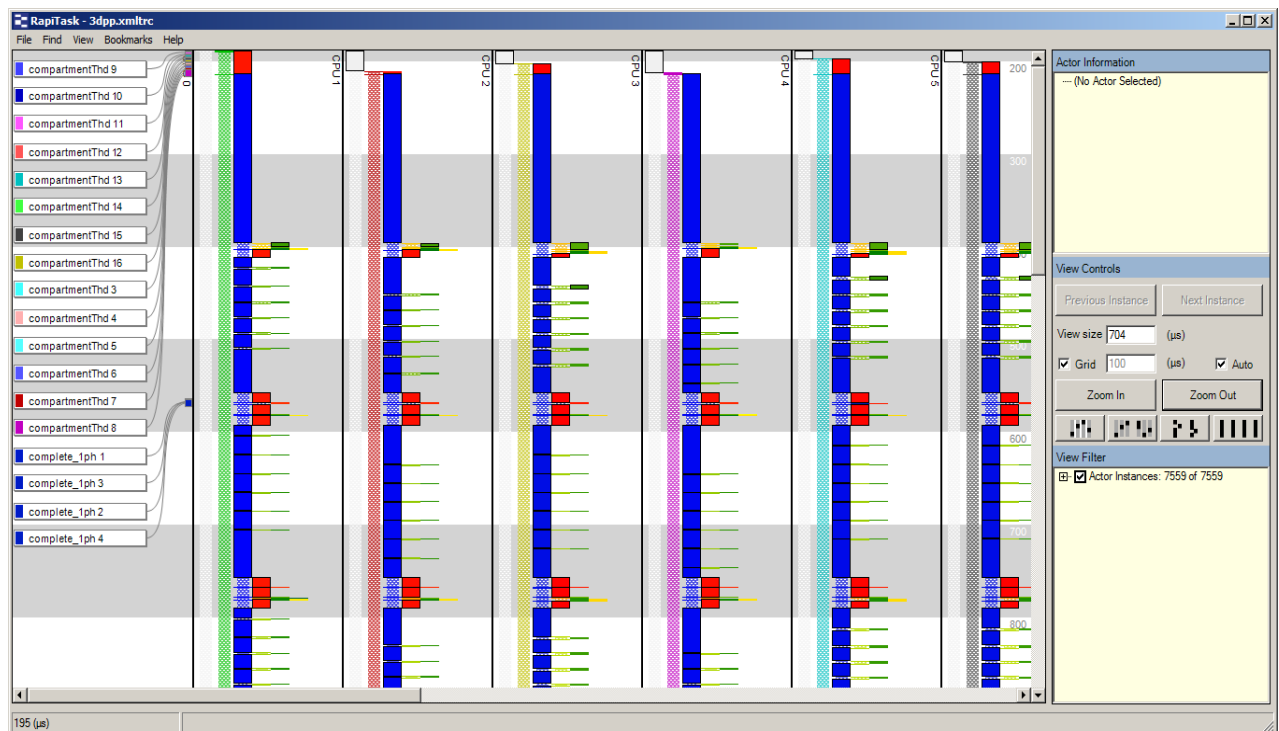 RapiTask - 3dpp.xmltrc
File Find View Bookmarks Help
compartmentThd 9
compartmentThd 10
compartmentThd 11
compartmentThd 12
compartmentThd 13
compartmentThd 14
compartmentThd 15
compartmentThd 16
compartmentThd 3
compartmentThd 4
compartmentThd 5
compartmentThd 6
compartmentThd 7
compartmentThd 8
complete_1ph 1
complete_1ph 3
complete_1ph 2
complete_1ph 4
0
CPU 1
CPU 2
CPU 3
CPU 4
CPU 5
200
300
500
600
700
800
Actor Information
(No Actor Selected)
View Controls
Previous Instance Next Instance
View size 704 (µs)
Grid 100 (µs) Auto
Zoom In Zoom Out
View Filter
Actor Instances: 7559 of 7559
195 (µs)